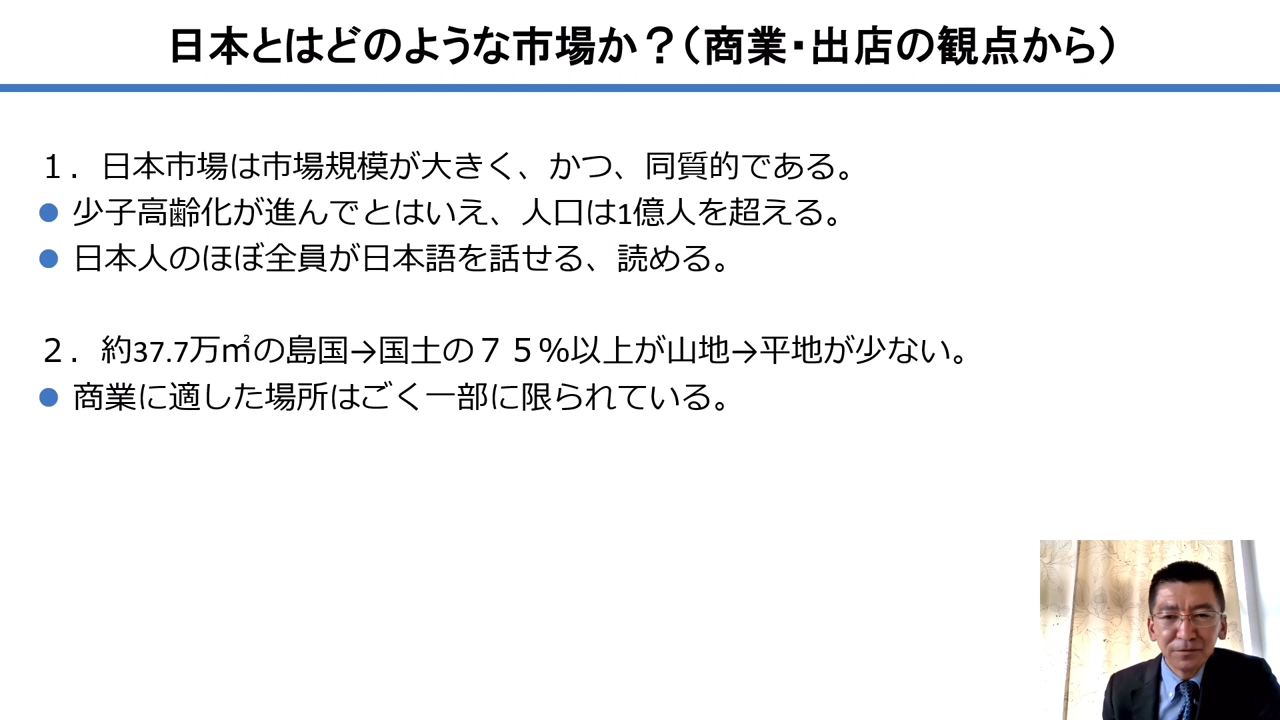 日本とはどのような市場か？（商業・出店の観点から）
１．日本市場は市場規模が大きく、かつ、同質的である。
● 少子高齢化が進んでとはいえ、人口は1億人を超える。
● 日本人のほぼ全員が日本語を話せる、読める。
２．約37.7万㎡の島国→国土の７５％以上が山地→平地が少ない。
● 商業に適した場所はごく一部に限られている。